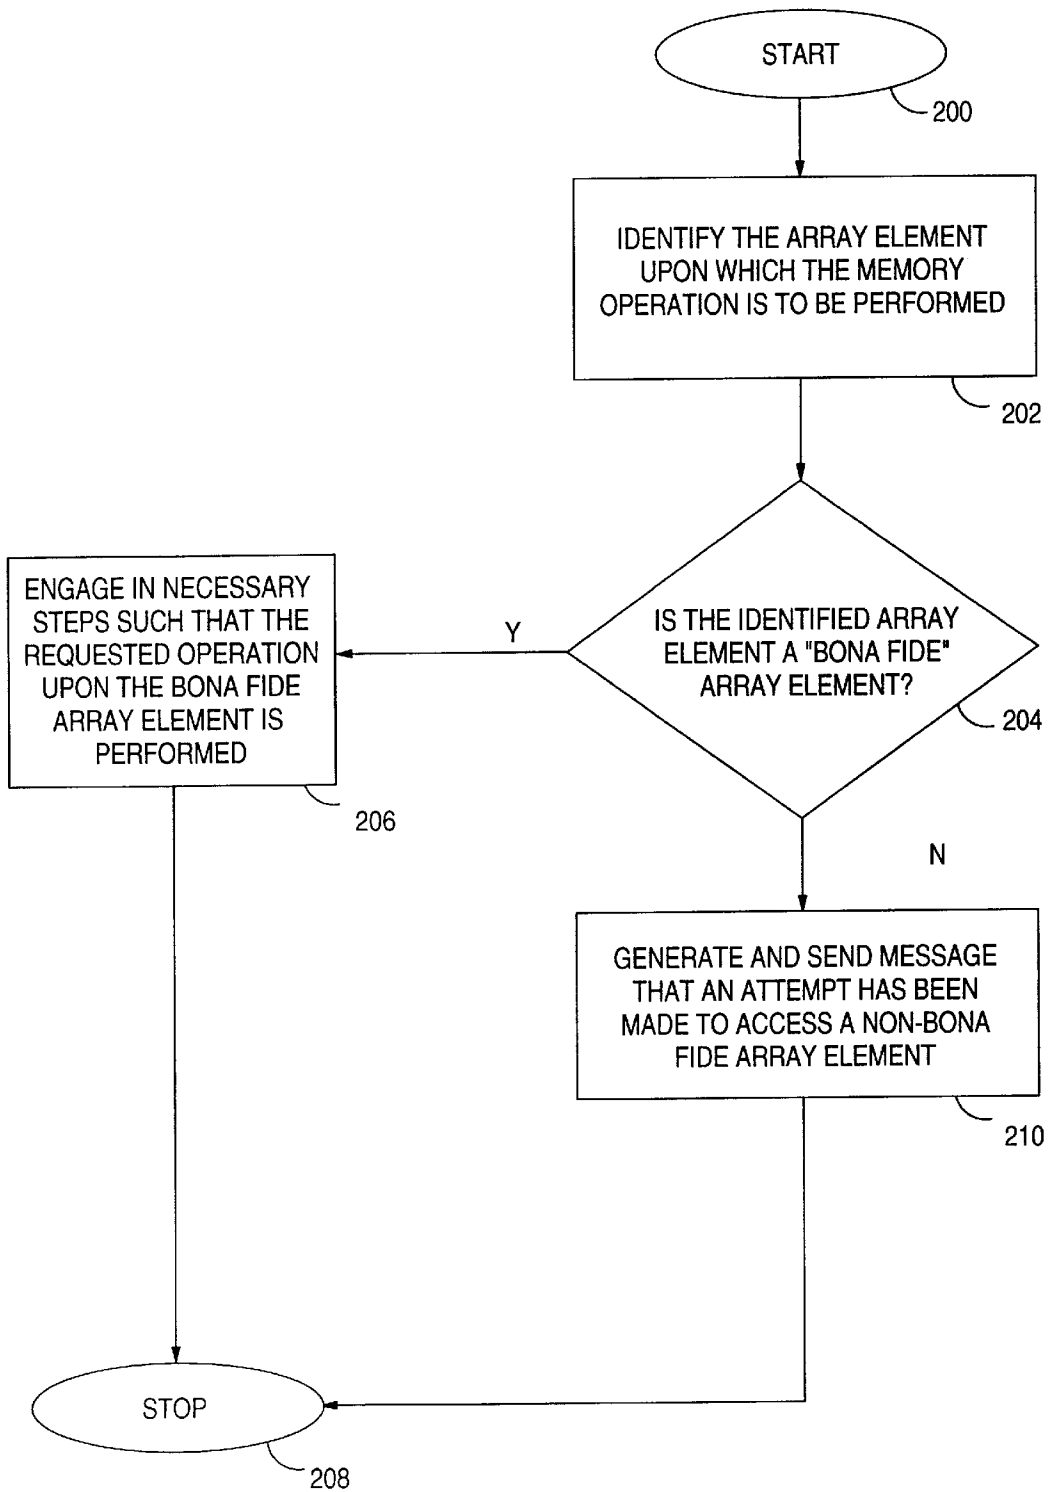 START
200
IDENTIFY THE ARRAY ELEMENT
UPON WHICH THE MEMORY
OPERATION IS TO BE PERFORMED
202
IS THE IDENTIFIED ARRAY
ELEMENT A "BONA FIDE"
ARRAY ELEMENT?
204
Y
ENGAGE IN NECESSARY
STEPS SUCH THAT THE
REQUESTED OPERATION
UPON THE BONA FIDE
ARRAY ELEMENT IS
PERFORMED
206
N
GENERATE AND SEND MESSAGE
THAT AN ATTEMPT HAS BEEN
MADE TO ACCESS A NON-BONA
FIDE ARRAY ELEMENT
210
STOP
208